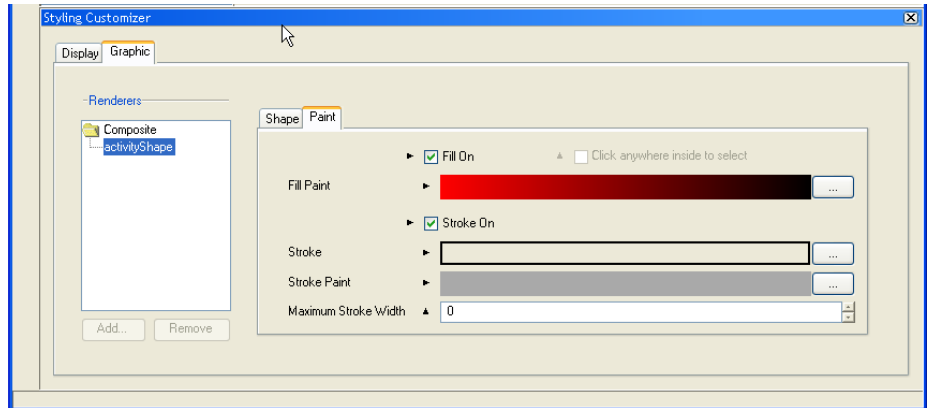 Styling Customizer
Display Graphic
Renderers
Composite
activityShape
Add... Remove
Shape Paint
Fill On Click anywhere inside to select
Fill Paint ...
Stroke On
Stroke ...
Stroke Paint ...
Maximum Stroke Width 0